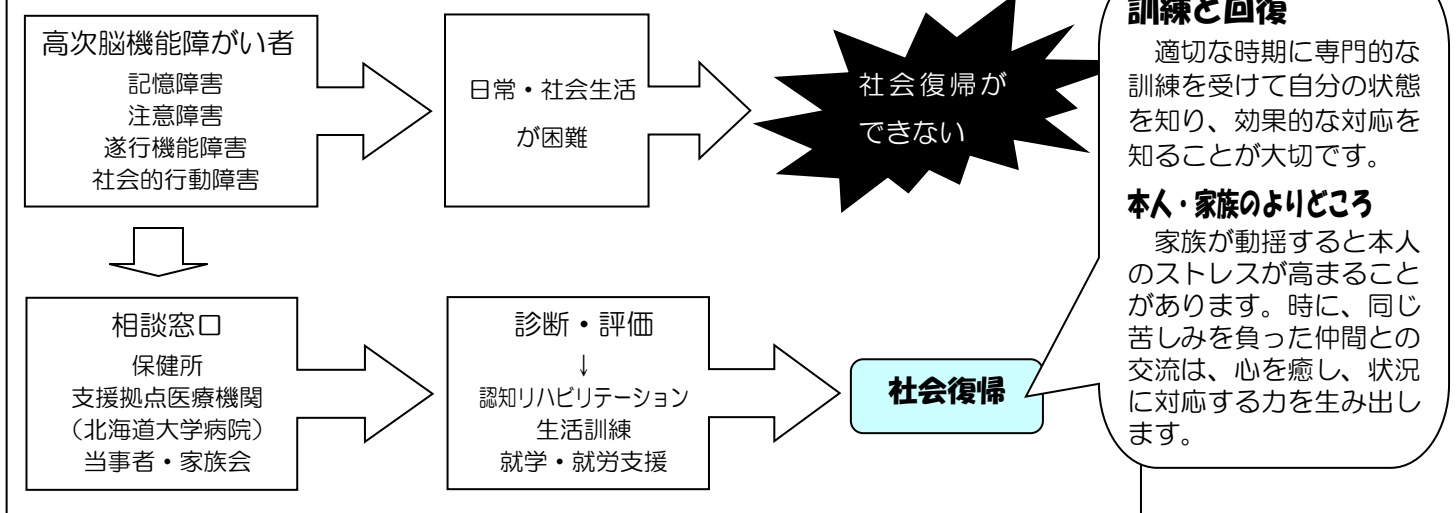 高次脳機能障がい者
記憶障害
注意障害
遂行機能障害
社会的行動障害
日常・社会生活
が困難
社会復帰が
できない
相談窓口
保健所
支援拠点医療機関
(北海道大学病院)
当事者・家族会
診断・評価
↓
認知リハビリテーション
生活訓練
就学・就労支援
社会復帰
訓練と回復
適切な時期に専門的な
訓練を受けて自分の状態
を知り、効果的な対応を
知ることが大切です。
本人・家族のよりどころ
家族が動揺すると本人
のストレスが高まること
があります。時に、同じ
苦しみを負った仲間との
交流は、心を癒し、状況
に対応する力を生み出し
ます。